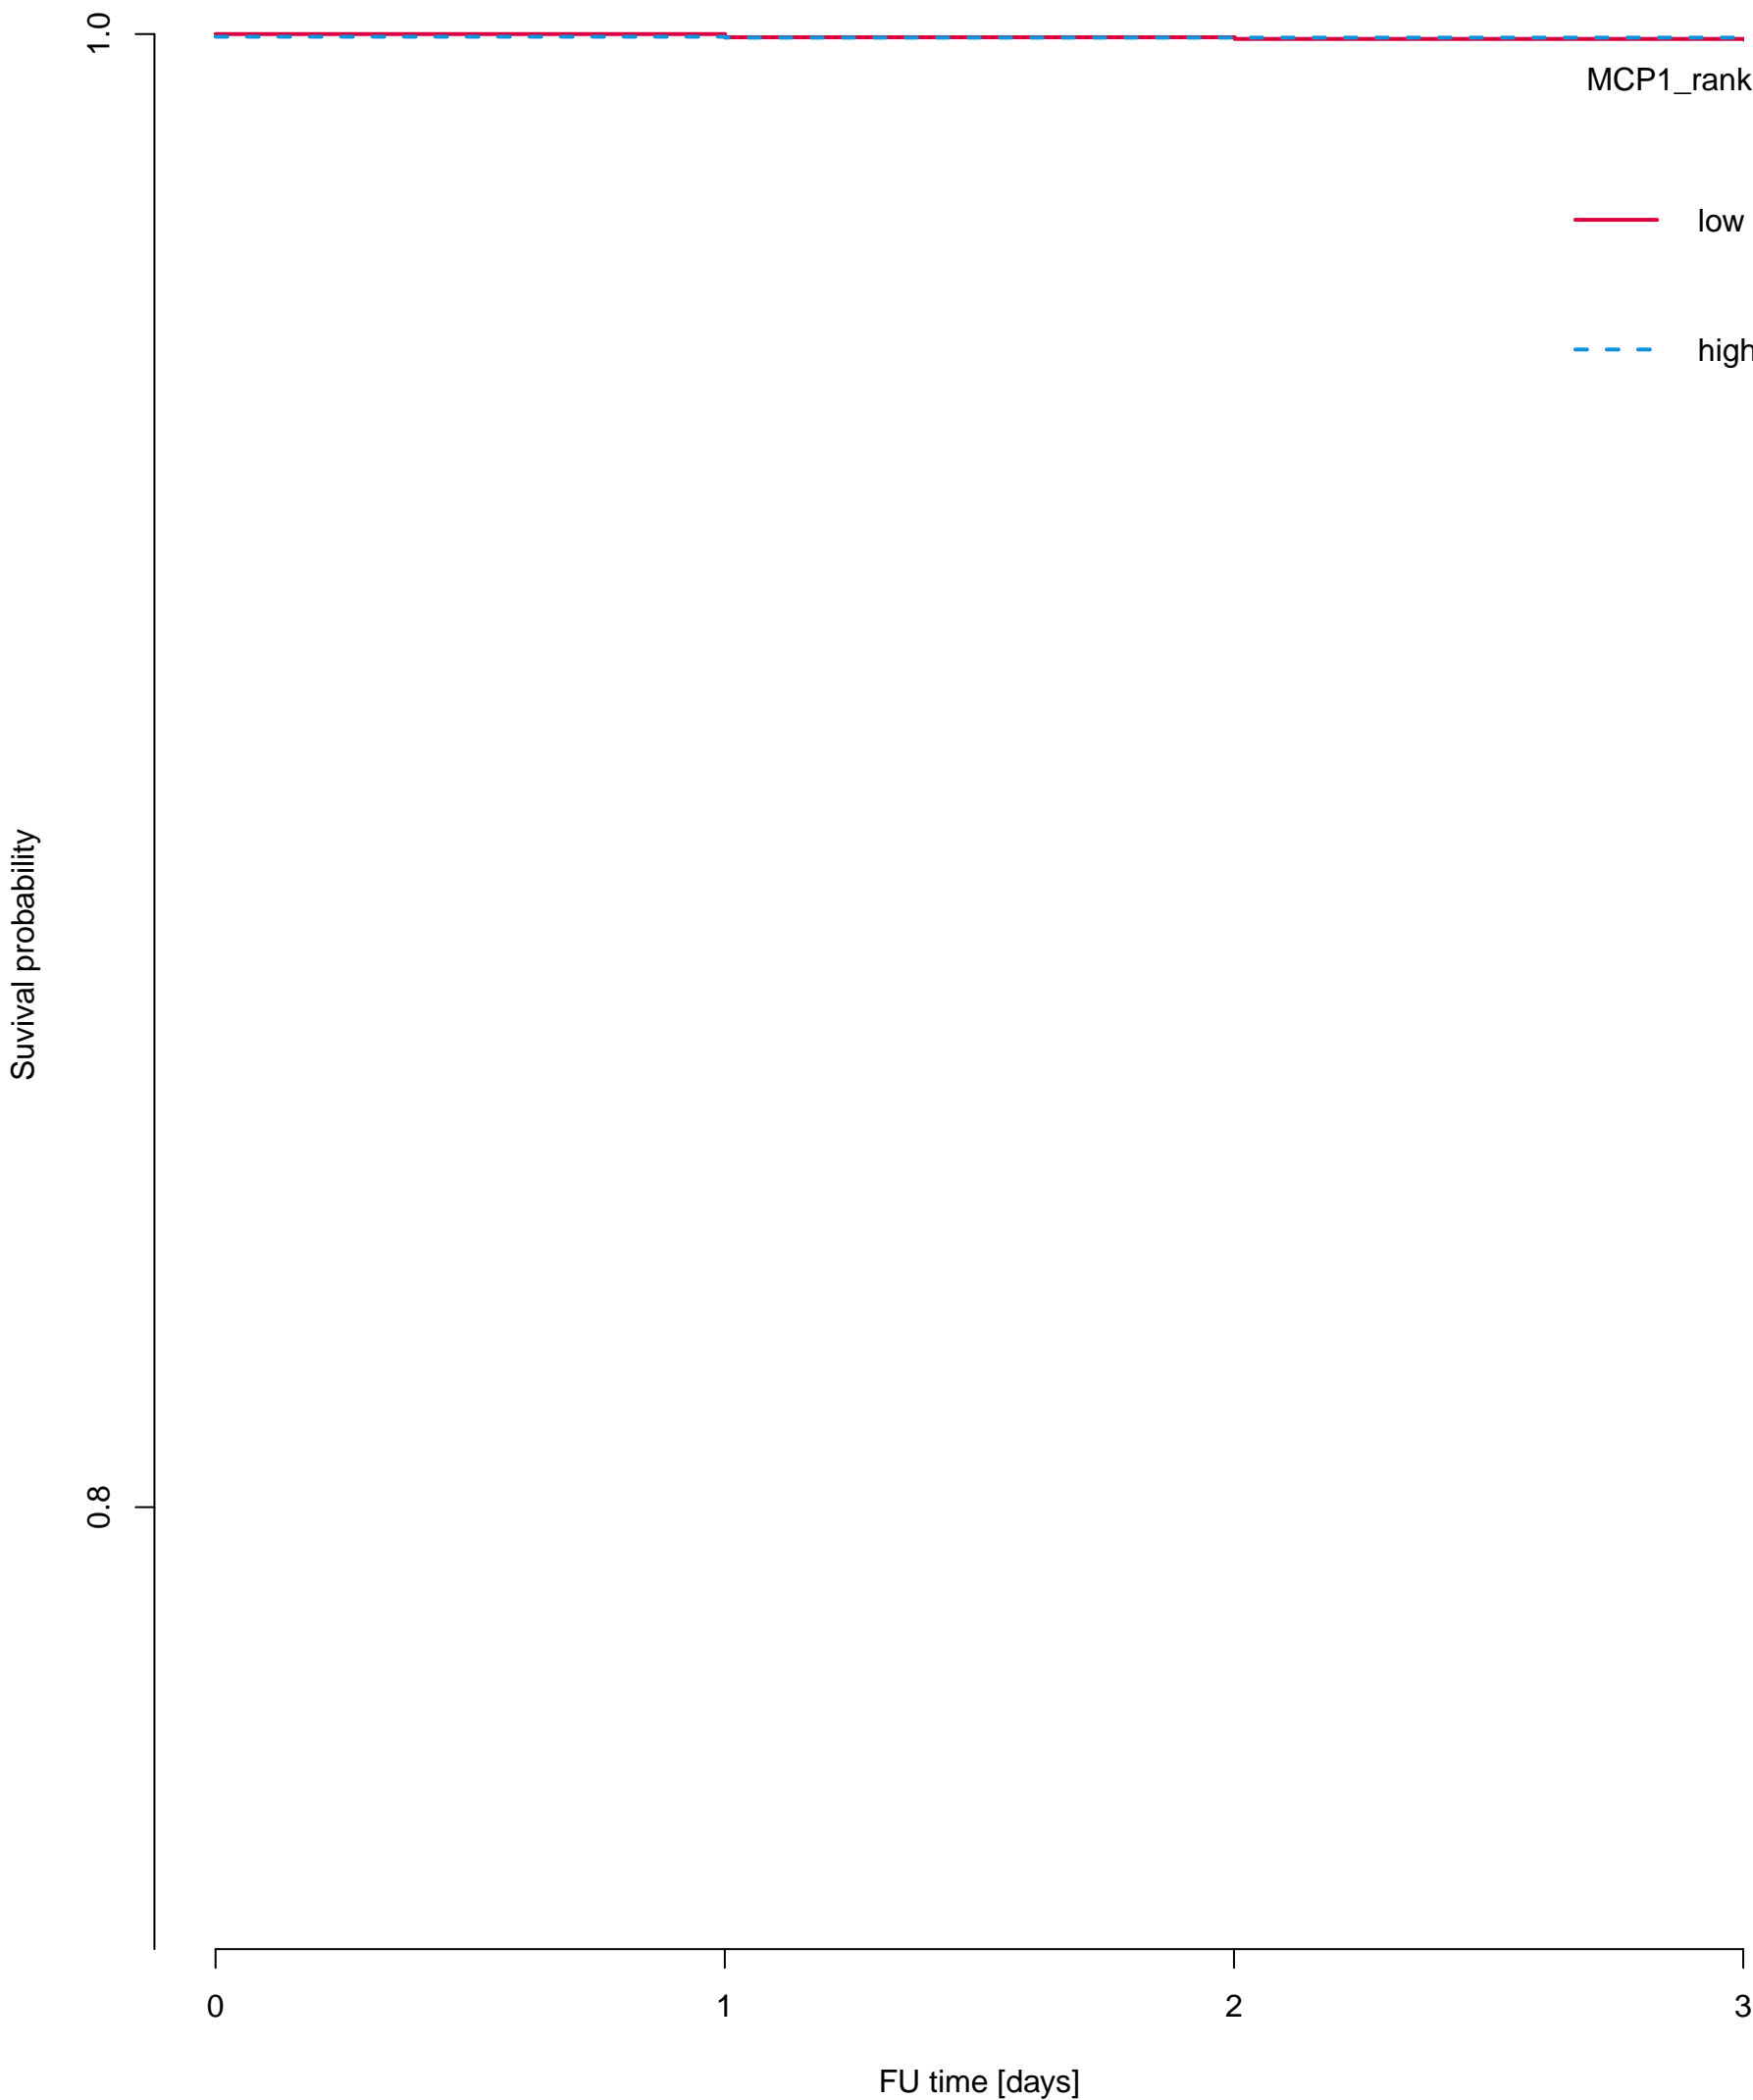 1.0
MCP1_rank
low
high
Suvival probability
0.8
0 1 2 3
FU time [days]